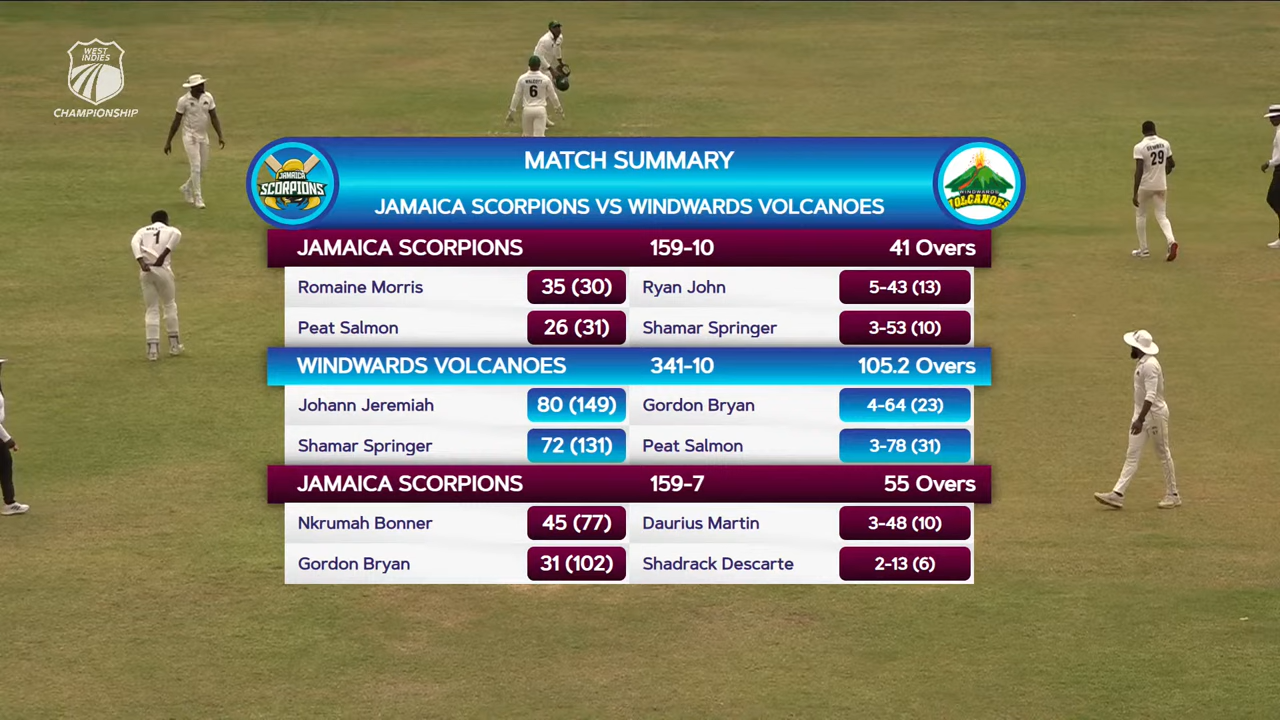 WEST
INDIES
CHAMPIONSHIP
6
1
29
JAMAICA
SCORPIONS
MATCH SUMMARY
JAMAICA SCORPIONS VS WINDWARDS VOLCANOES
WINDWARDS
VOLCANOES
JAMAICA SCORPIONS 159-10 41 Overs
Romaine Morris 35 (30) Ryan John 5-43 (13)
Peat Salmon 26 (31) Shamar Springer 3-53 (10)
WINDWARDS VOLCANOES 341-10 105.2 Overs
Johann Jeremiah 80 (149) Gordon Bryan 4-64 (23)
Shamar Springer 72 (131) Peat Salmon 3-78 (31)
JAMAICA SCORPIONS 159-7 55 Overs
Nkrumah Bonner 45 (77) Daurius Martin 3-48 (10)
Gordon Bryan 31 (102) Shadrack Descarte 2-13 (6)